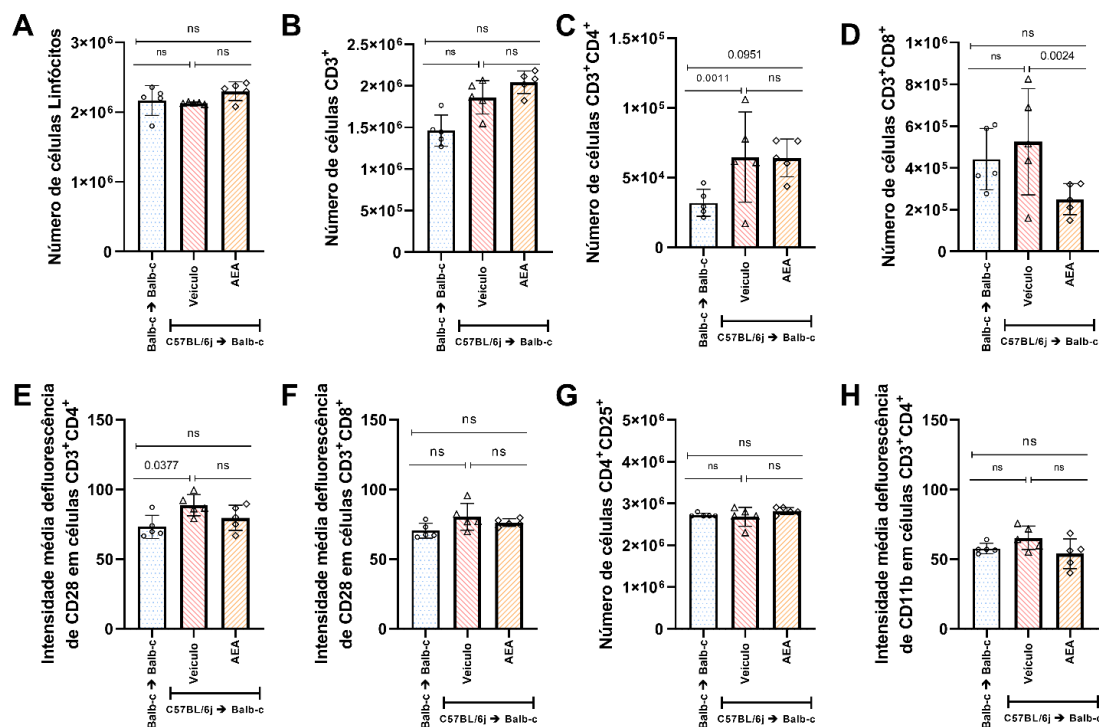 A
Número de células Linfócitos
3×10⁶
2×10⁶
1×10⁶
0
ns
ns
ns
Balb-c ➔ Balb-c
Veículo
AEA
C57BL/6j ➔ Balb-c
B
Número de células CD3⁺
2.5×10⁶
2×10⁶
1.5×10⁶
1×10⁶
5×10⁵
0
ns
ns
ns
Balb-c ➔ Balb-c
Veículo
AEA
C57BL/6j ➔ Balb-c
C
Número de células CD3⁺CD4⁺
1.5×10⁵
1×10⁵
5×10⁴
0
0.0951
0.0011
ns
Balb-c ➔ Balb-c
Veículo
AEA
C57BL/6j ➔ Balb-c
D
Número de células CD3⁺CD8⁺
1×10⁶
8×10⁵
6×10⁵
4×10⁵
2×10⁵
0
ns
ns
0.0024
Balb-c ➔ Balb-c
Veículo
AEA
C57BL/6j ➔ Balb-c
E
Intensidade média defluorescência
de CD28 em células CD3⁺CD4⁺
150
100
50
0
ns
0.0377
ns
Balb-c ➔ Balb-c
Veículo
AEA
C57BL/6j ➔ Balb-c
F
Intensidade média defluorescência
de CD28 em células CD3⁺CD8⁺
150
100
50
0
ns
ns
ns
Balb-c ➔ Balb-c
Veículo
AEA
C57BL/6j ➔ Balb-c
G
Número de células CD4⁺CD25⁺
5×10⁶
4×10⁶
3×10⁶
2×10⁶
1×10⁶
0
ns
ns
ns
Balb-c ➔ Balb-c
Veículo
AEA
C57BL/6j ➔ Balb-c
H
Intensidade média defluorescência
de CD11b em células CD3⁺CD4⁺
150
100
50
0
ns
ns
ns
Balb-c ➔ Balb-c
Veículo
AEA
C57BL/6j ➔ Balb-c